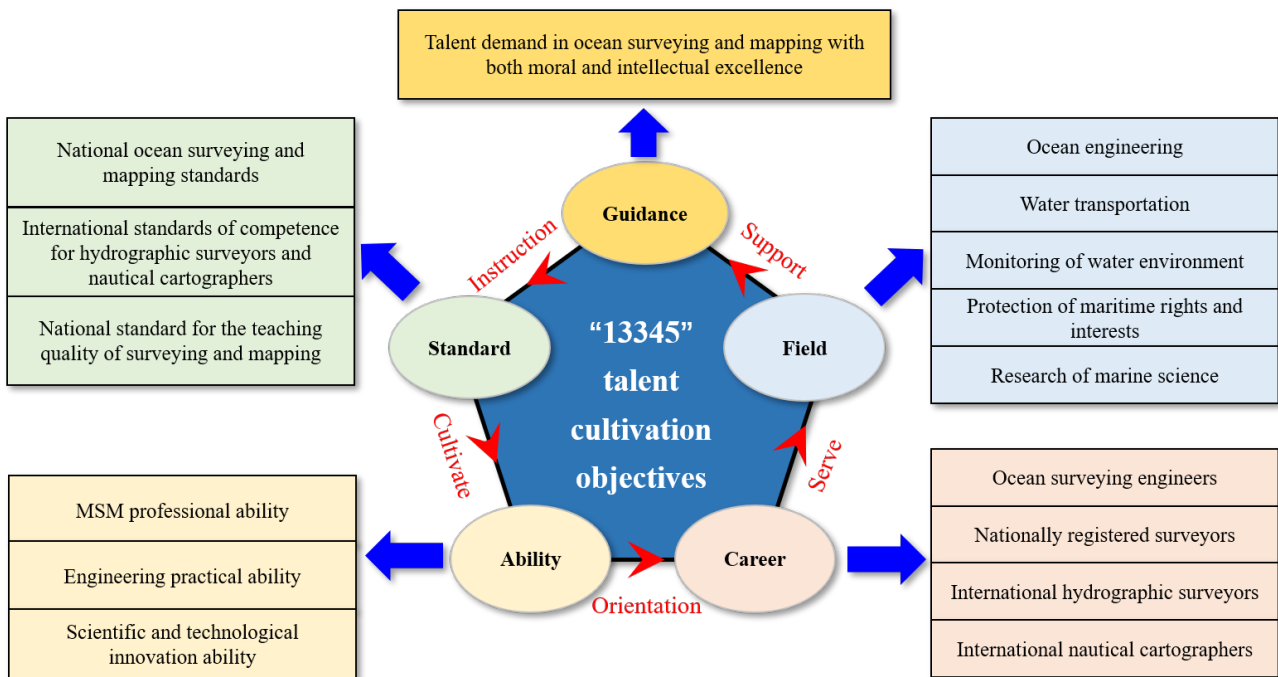 Talent demand in ocean surveying and mapping with
both moral and intellectual excellence
National ocean surveying and
mapping standards
International standards of competence
for hydrographic surveyors and
nautical cartographers
National standard for the teaching
quality of surveying and mapping
Ocean engineering
Water transportation
Monitoring of water environment
Protection of maritime rights and
interests
Research of marine science
Guidance
Instruction
Support
Standard
Field
“13345”
talent
cultivation
objectives
Cultivate
Serve
Ability
Career
Orientation
MSM professional ability
Engineering practical ability
Scientific and technological
innovation ability
Ocean surveying engineers
Nationally registered surveyors
International hydrographic surveyors
International nautical cartographers